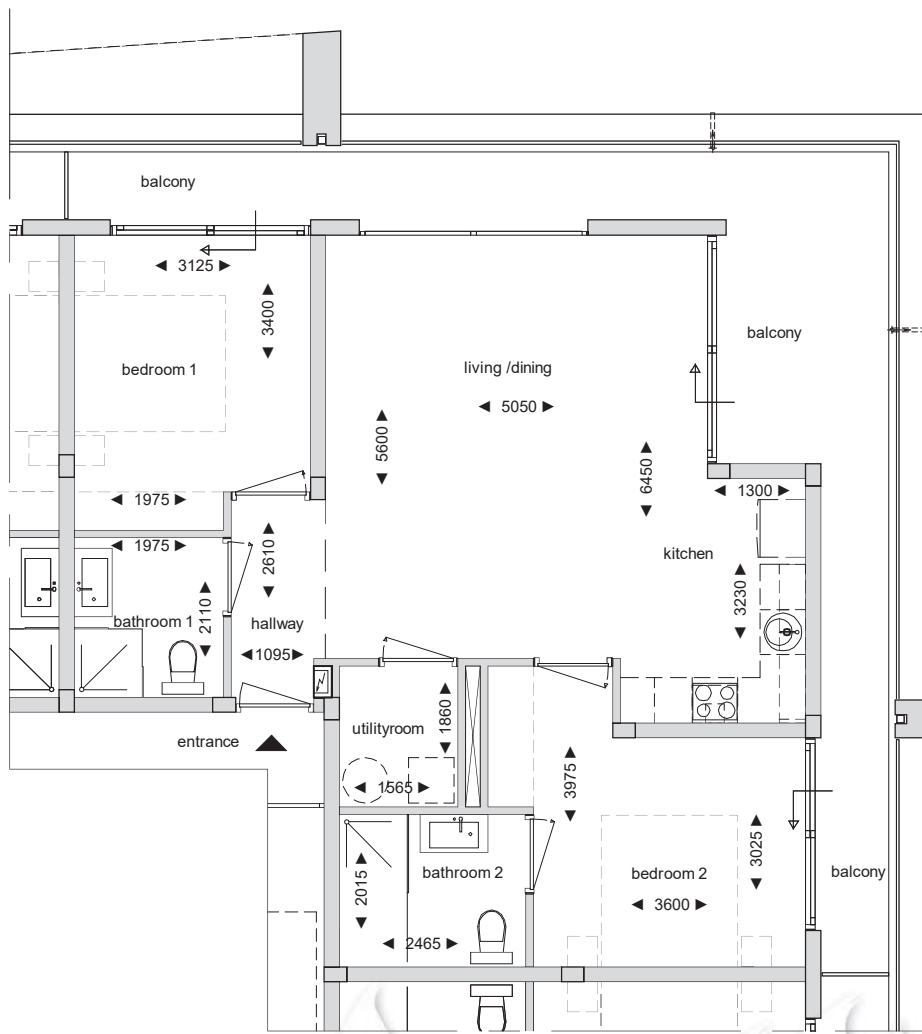 balcony
3125
3400
bedroom 1
balcony
living /dining
5050
5600
6450
1300
1975
1975
2610
kitchen
3230
2110
bathroom 1
hallway
1095
entrance
utilityroom
1860
1565
3975
3025
bathroom 2
bedroom 2
balcony
2015
3600
2465